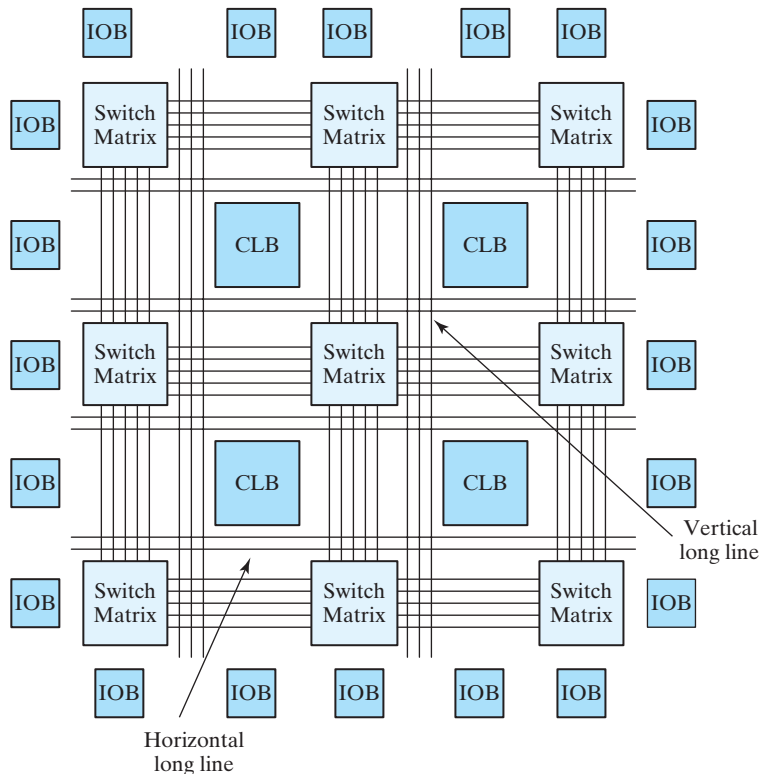 IOB
IOB
IOB
IOB
IOB
IOB
Switch
Matrix
Switch
Matrix
Switch
Matrix
IOB
IOB
CLB
CLB
IOB
IOB
Switch
Matrix
Switch
Matrix
Switch
Matrix
IOB
IOB
CLB
CLB
IOB
Vertical
long line
IOB
Switch
Matrix
Switch
Matrix
Switch
Matrix
IOB
IOB
IOB
IOB
IOB
IOB
Horizontal
long line